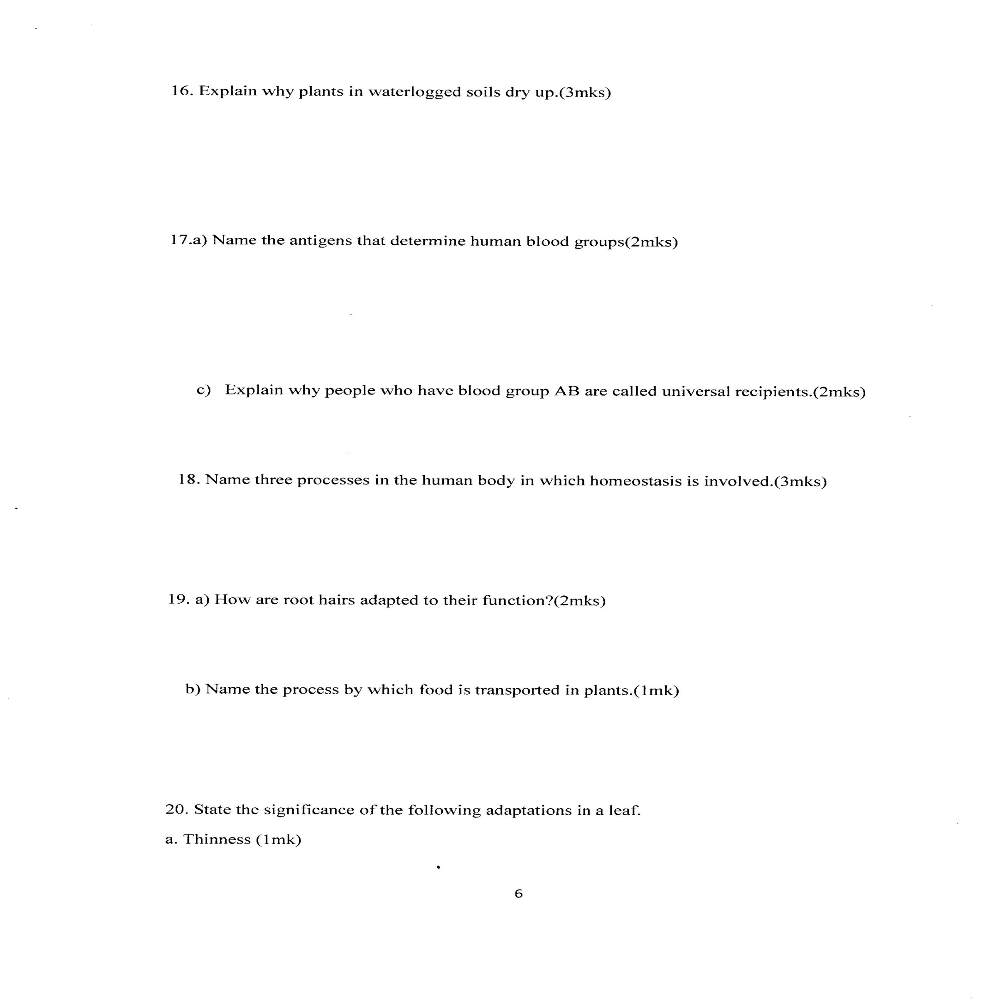 16. Explain why plants in waterlogged soils dry up.(3mks)
17.a) Name the antigens that determine human blood groups(2mks)
c) Explain why people who have blood group AB are called universal recipients.(2mks)
18. Name three processes in the human body in which homeostasis is involved.(3mks)
19. a) How are root hairs adapted to their function?(2mks)
b) Name the process by which food is transported in plants.(1mk)
20. State the significance of the following adaptations in a leaf.
a. Thinness (1mk)
6